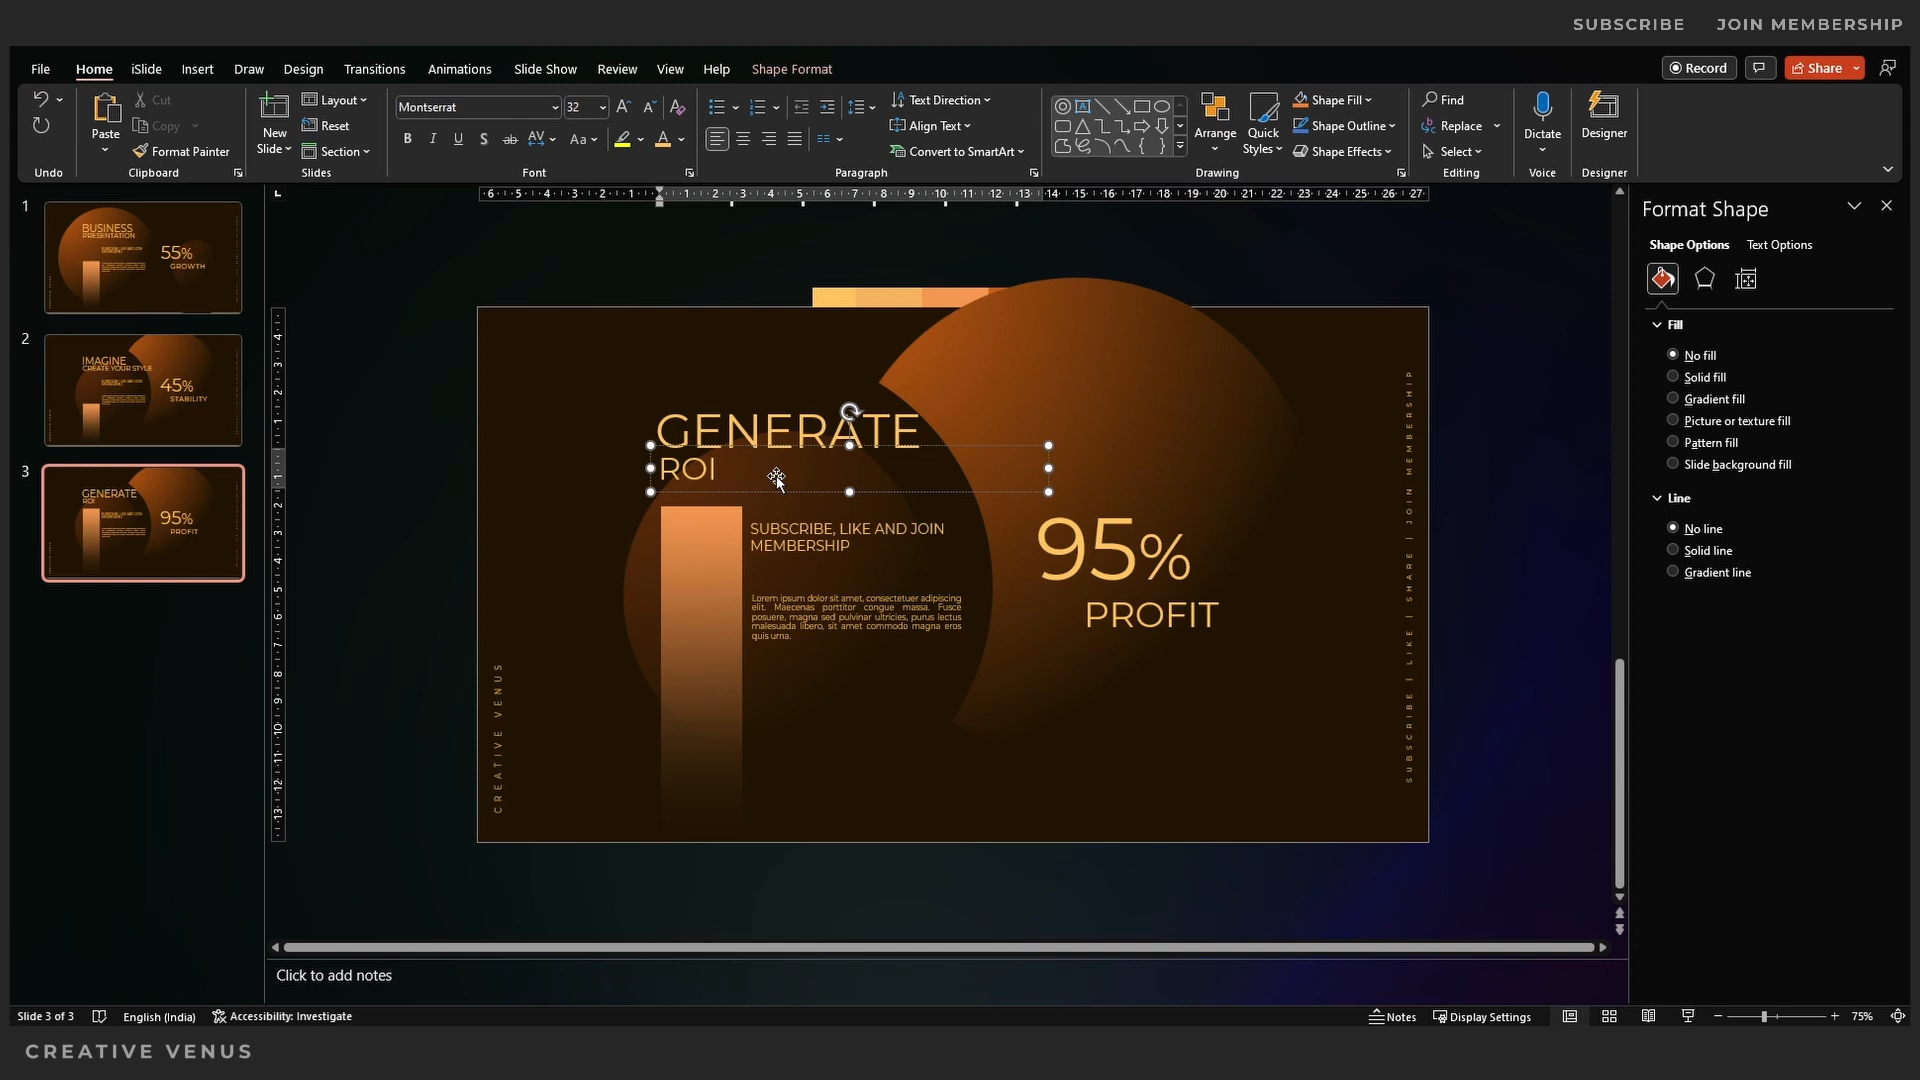 SUBSCRIBE JOIN MEMBERSHIP
File Home iSlide Insert Draw Design Transitions Animations Slide Show Review View Help Shape Format
Record
Share
Undo
Paste
Cut
Copy
Format Painter
Clipboard
New Slide
Layout
Reset
Section
Slides
Montserrat
32
Font
Text Direction
Align Text
Convert to SmartArt
Paragraph
Arrange
Quick Styles
Shape Fill
Shape Outline
Shape Effects
Drawing
Find
Replace
Select
Editing
Dictate
Voice
Designer
Designer
1
BUSINESS
PRESENTATION
55%
GROWTH
2
IMAGINE
CREATE YOUR STYLE
45%
STABILITY
3
GENERATE
ROI
95%
PROFIT
GENERATE
ROI
SUBSCRIBE, LIKE AND JOIN
MEMBERSHIP
Lorem ipsum dolor sit amet, consectetuer adipiscing
elit. Maecenas porttitor congue massa. Fusce
posuere, magna sed pulvinar ultricies, purus lectus
malesuada libero, sit amet commodo magna eros
quis urna.
95%
PROFIT
CREATIVE VENUS
SUBSCRIBE | LIKE | SHARE | JOIN MEMBERSHIP
Format Shape
Shape Options Text Options
Fill
No fill
Solid fill
Gradient fill
Picture or texture fill
Pattern fill
Slide background fill
Line
No line
Solid line
Gradient line
Click to add notes
Slide 3 of 3 English (India) Accessibility: Investigate
Notes Display Settings 75%
CREATIVE VENUS